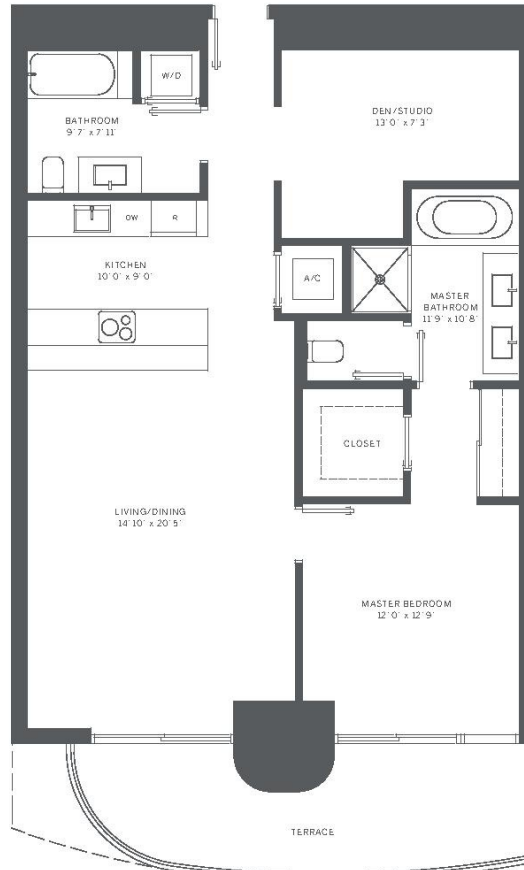 W/D
DEN/STUDIO
13'0" x 7'3"
BATHROOM
9'7" x 7'11"
DW
R
KITCHEN
10'0" x 9'0"
A/C
MASTER
BATHROOM
11'9" x 10'8"
CLOSET
LIVING/DINING
14'10" x 20'5"
MASTER BEDROOM
12'0" x 12'9"
TERRACE